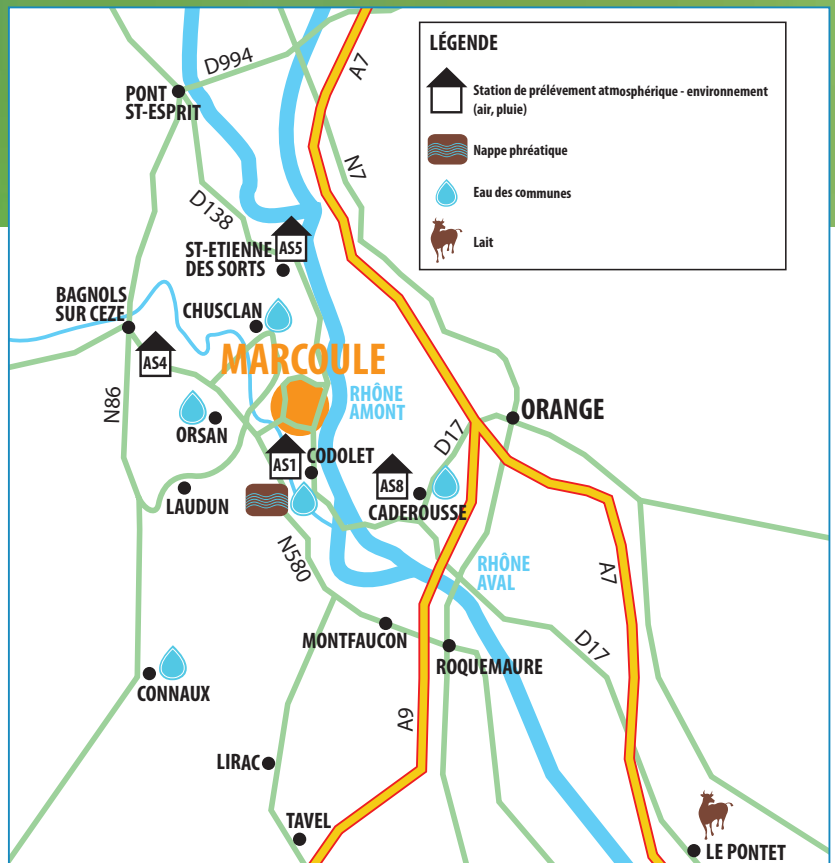 LÉGENDE
Station de prélévement atmosphérique - environnement
(air, pluie)
Nappe phréatique
Eau des communes
Lait
D994
A7
PONT
ST-ESPRIT
N7
D138
ST-ETIENNE
DES SORTS
AS5
BAGNOLS
SUR CEZE
CHUSCLAN
AS4
MARCOULE
RHÔNE
AMONT
N86
ORSAN
ORANGE
D17
AS1
CODOLET
AS8
CADEROUSSE
LAUDUN
N580
RHÔNE
AVAL
A7
MONTFAUCON
D17
ROQUEMAURE
CONNAUX
A9
LIRAC
TAVEL
LE PONTET